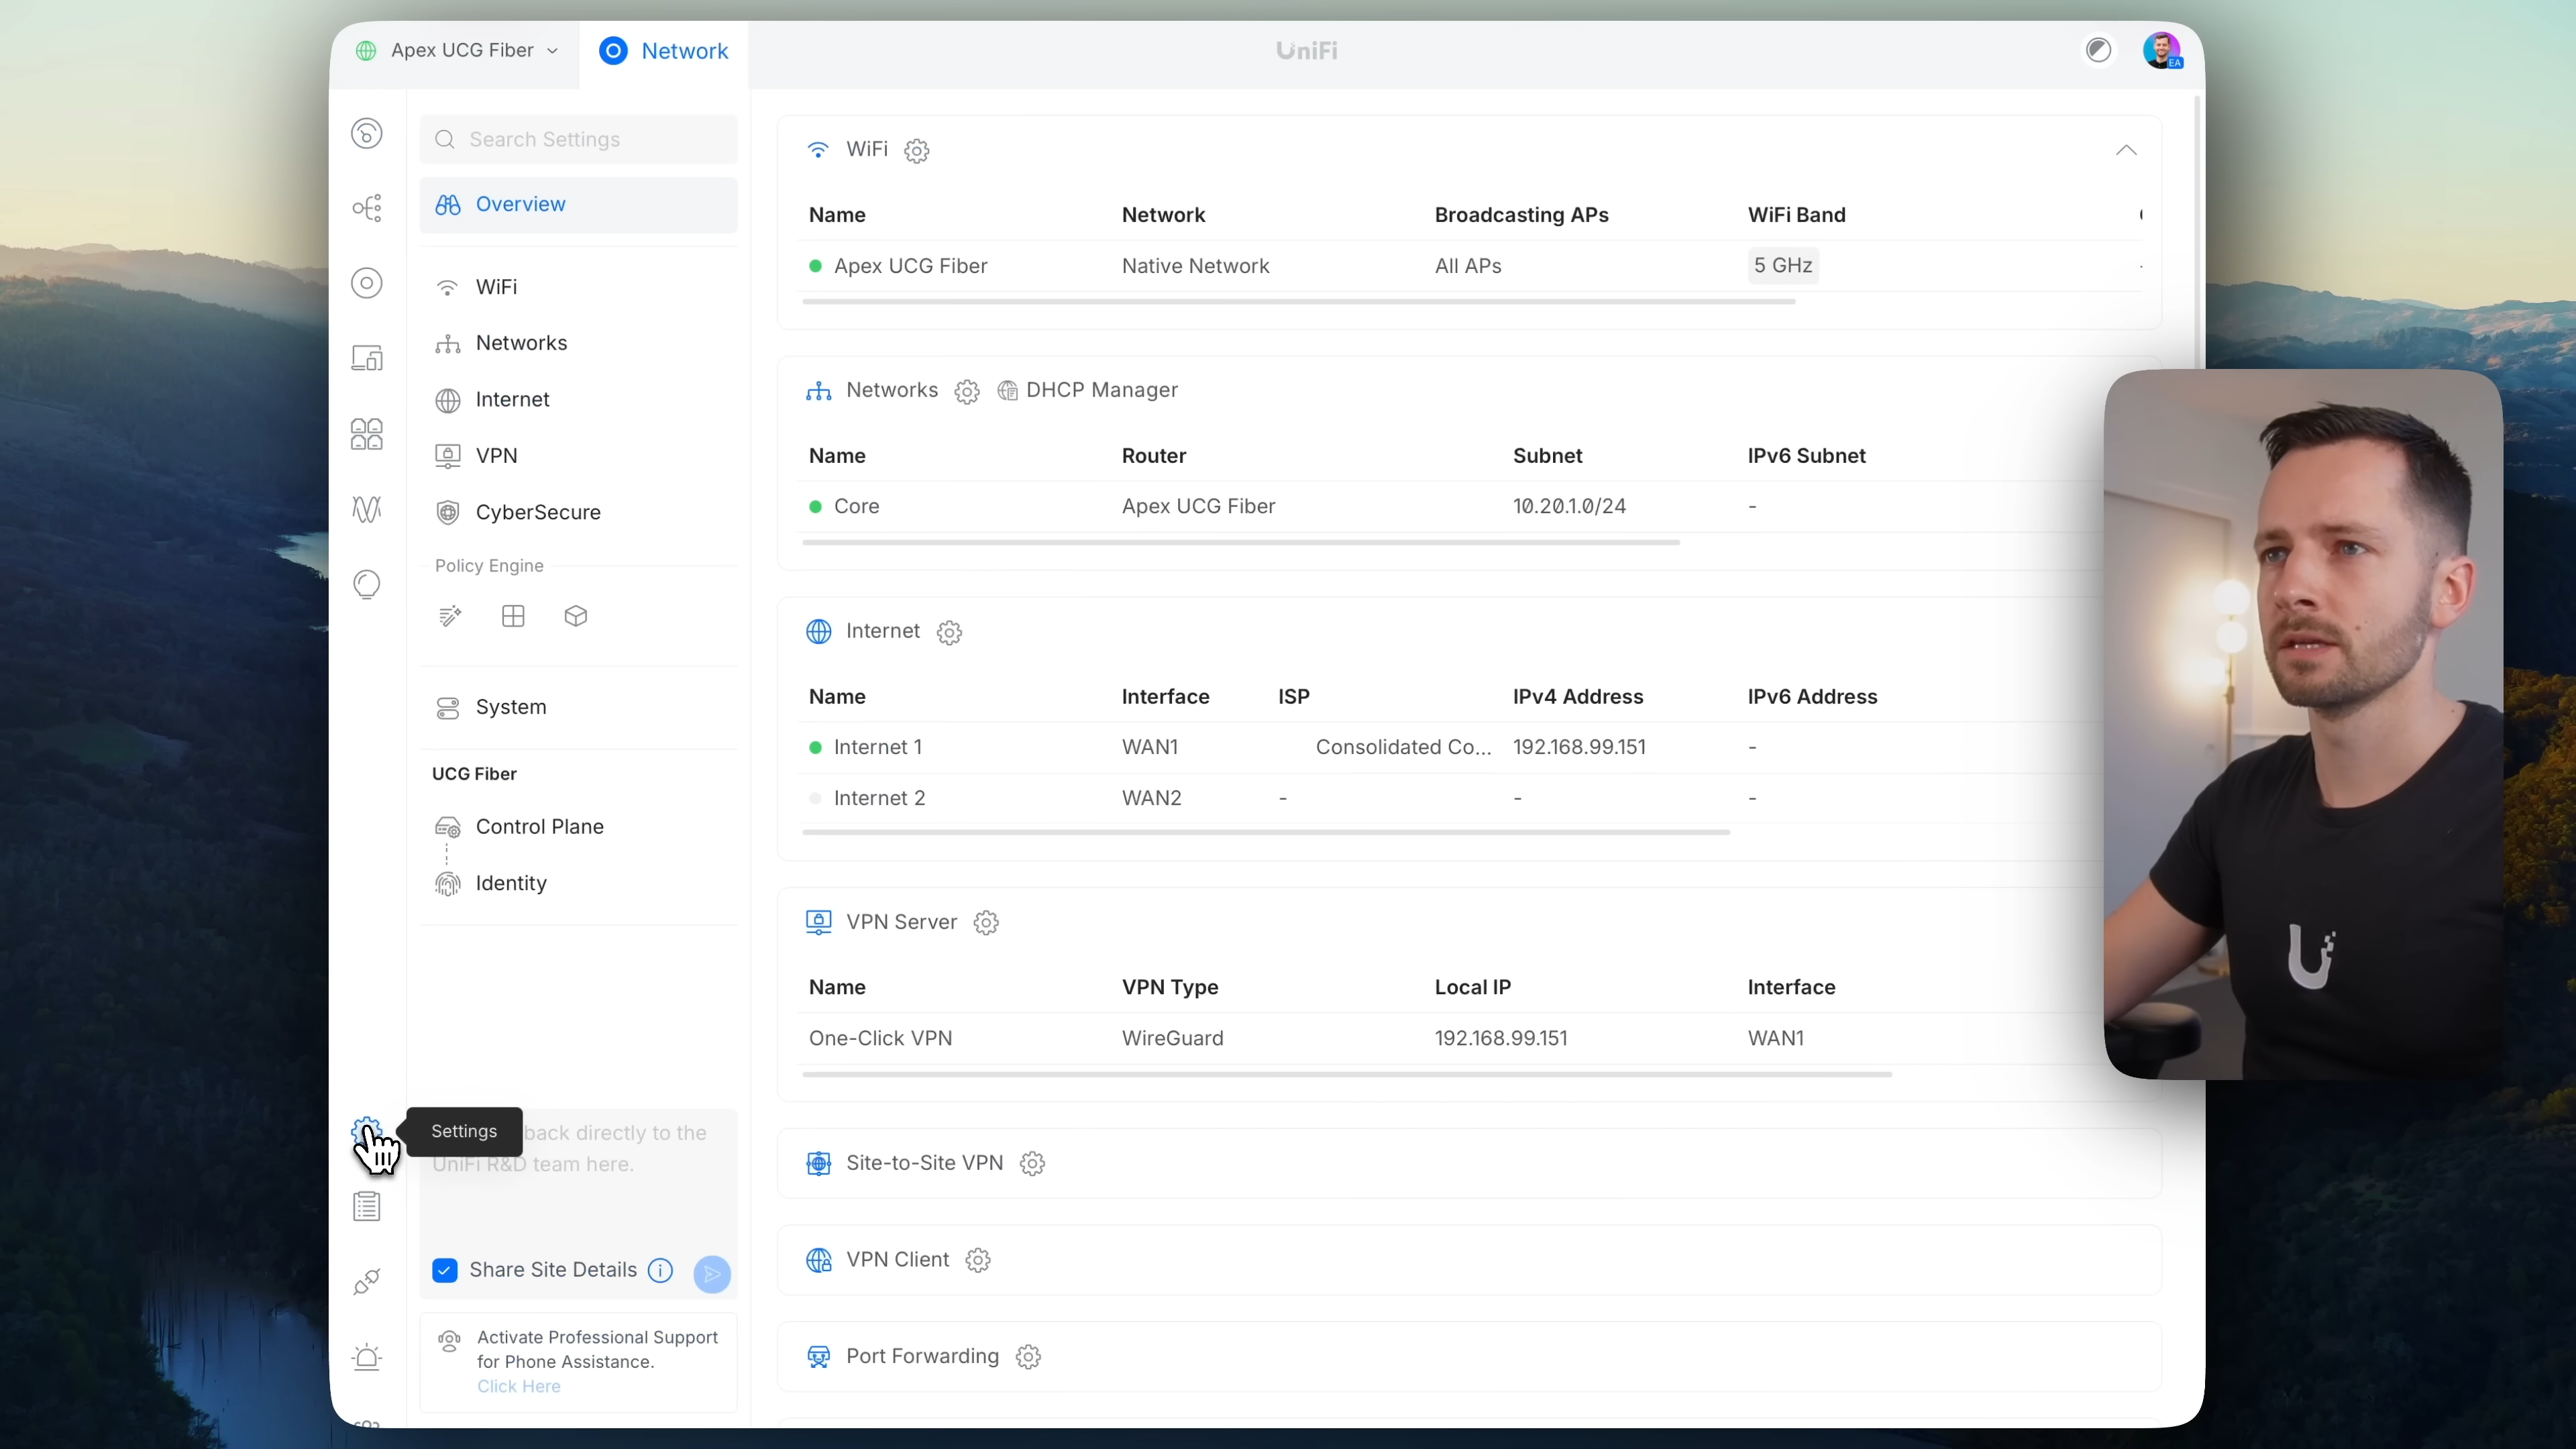 Apex UCG Fiber
Network
UniFi
EA
Search Settings
Overview
WiFi
Networks
Internet
VPN
CyberSecure
Policy Engine
System
UCG Fiber
Control Plane
Identity
Settings
back directly to the
UniFi R&D team here.
Share Site Details
Activate Professional Support
for Phone Assistance.
Click Here
WiFi
Name Network Broadcasting APs WiFi Band
Apex UCG Fiber Native Network All APs 5 GHz
Networks DHCP Manager
Name Router Subnet IPv6 Subnet
Core Apex UCG Fiber 10.20.1.0/24 -
Internet
Name Interface ISP IPv4 Address IPv6 Address
Internet 1 WAN1 Consolidated Co... 192.168.99.151 -
Internet 2 WAN2 - - -
VPN Server
Name VPN Type Local IP Interface
One-Click VPN WireGuard 192.168.99.151 WAN1
Site-to-Site VPN
VPN Client
Port Forwarding
U